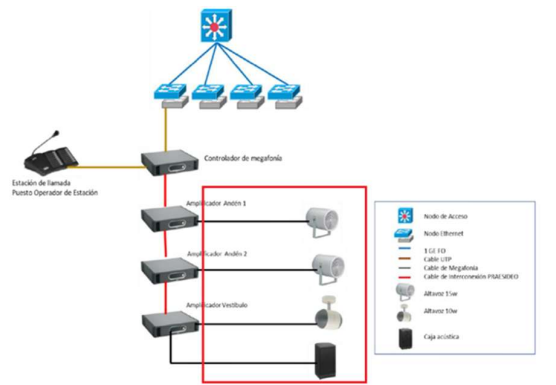 Controlador de megafonía
Estación de llamada
Puesto Operador de Estación
Amplificador Andén 1
Amplificador Andén 2
Amplificador Vestíbulo
Nodo de Acceso
Nodo Ethernet
1 GE FO
Cable UTP
Cable de Megafonía
Cable de Interconexión PRAESIDEO
Altavoz 15w
Altavoz 10w
Caja acústica